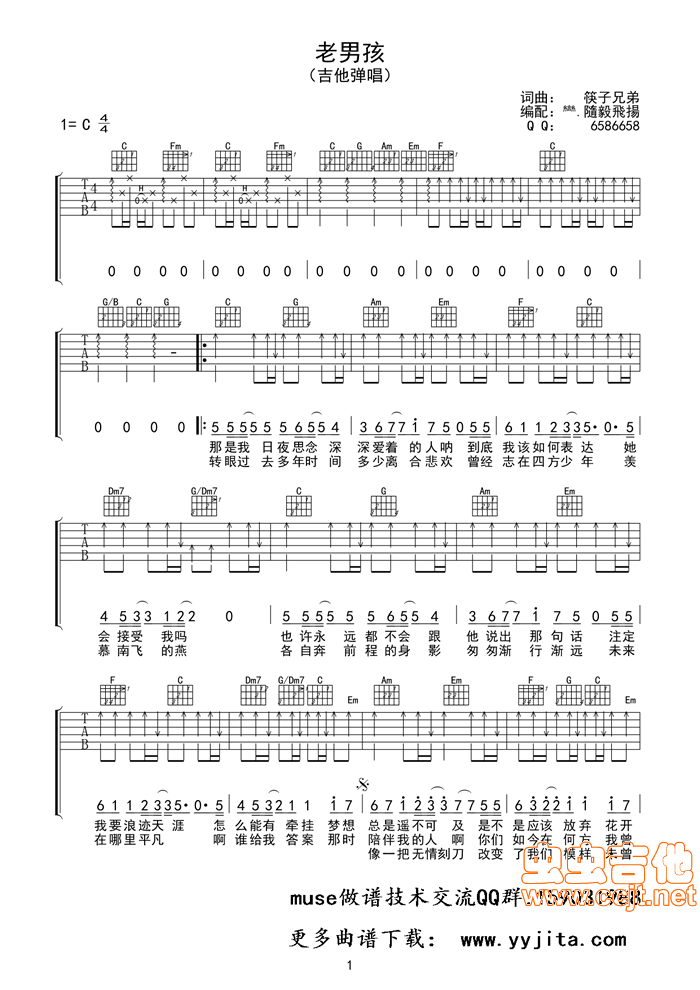 老男孩
（吉他弹唱）
词曲： 筷子兄弟
编配： 隨毅飛揚
QQ： 6586658
1= C 4/4
C Fm C Fm C G Am Em F C
T A B 4 4
H H
0 0
0 0 0 0 0 0 0 0 0 0 0 0 0 0 0 0 0 0 0 0
G/B C G C G Am Em F C
T A B
0 0 0 0 5 5 5 5 5 5 6 5 5 4 3 6 7 7 1 7 5 0 5 5 6 1 1 2 3 3 5· 0· 5
那是我 日夜思念 深 深爱着 的人呐 到底 我该如何表 达 她
转眼过 去多年时 间 多少离 合悲欢 曾经 志在四方少 年 羡
Dm7 G/Dm7 C G Am Em
T A B
4 5 3 3 1 2 2 0 5 5 5 5 5 5 5 4 3 6 7 7 1 7 5 0 5 5
会 接受 我吗 也 许永 远 都 不会 跟 他 说出 那 句话 注定
慕 南飞 的燕 各 自奔 前 程的身 影 匆 匆渐 行 渐远 未来
F C Dm7 G/Dm7 C Em Am Em F G C Em
T A B
6 1 1 2 3 3 5· 0· 5 4 5 3 2 1 1 1 7 6 1 1 2 3 3 7 7 5 5 6 3 2 2 1 1 1 7
我 要 浪迹天 涯 怎 么能有 牵挂 梦想 总是遥不可 及 是不 是应该 放弃 花开
在 哪里平凡 啊 谁给我 答案 那时 陪伴我的人 啊 你们 如今在 何方 我曾
像一把无情刻刀 改变 了我们 模样 未曾
虫虫吉他
www.ccjt.net
muse做谱技术交流QQ群
更多曲谱下载： www.yyjita.com
1